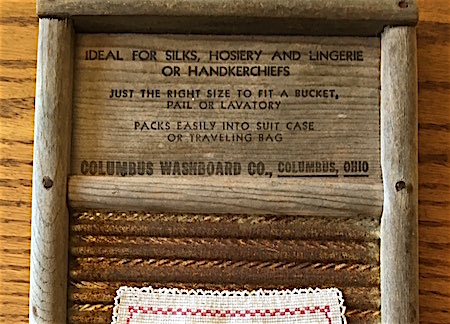 IDEAL FOR SILKS, HOSIERY AND LINGERIE
OR HANDKERCHIEFS
JUST THE RIGHT SIZE TO FIT A BUCKET,
PAIL OR LAVATORY
PACKS EASILY INTO SUIT CASE
OR TRAVELING BAG
COLUMBUS WASHBOARD CO., COLUMBUS, OHIO